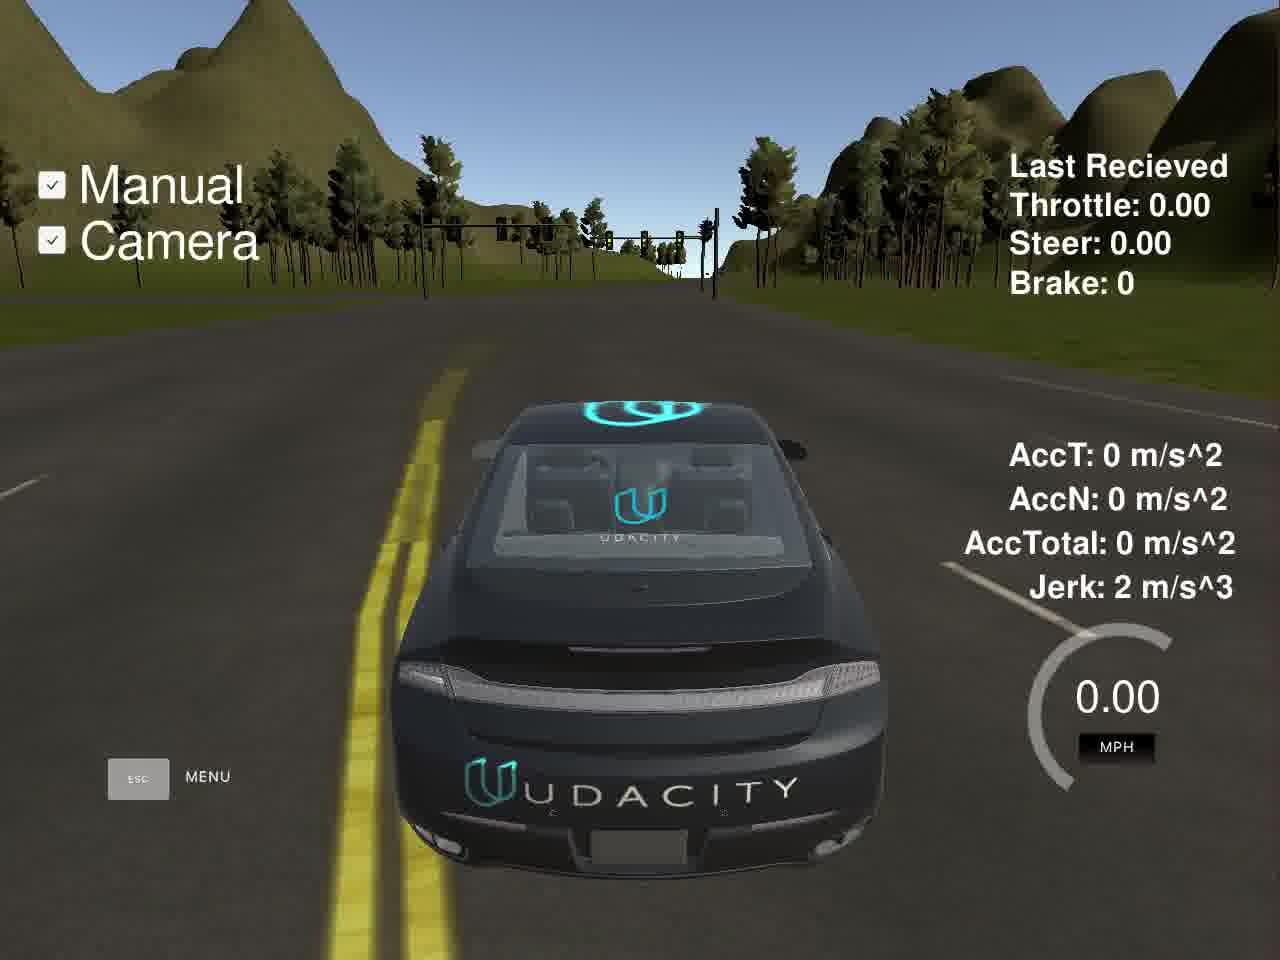 Manual
Camera
Last Recieved
Throttle: 0.00
Steer: 0.00
Brake: 0
AccT: 0 m/s^2
AccN: 0 m/s^2
AccTotal: 0 m/s^2
Jerk: 2 m/s^3
UDACITY
0.00
MPH
ESC MENU
UDACITY